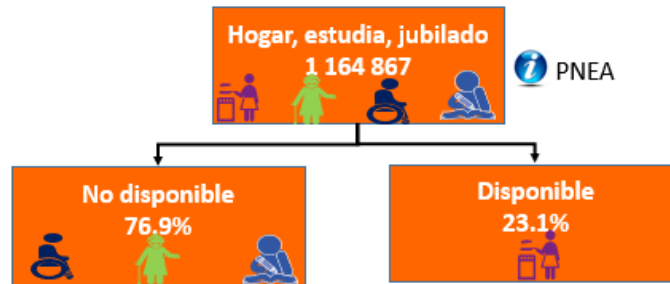 Hogar, estudia, jubilado
1 164 867
i PNEA
No disponible
76.9%
Disponible
23.1%